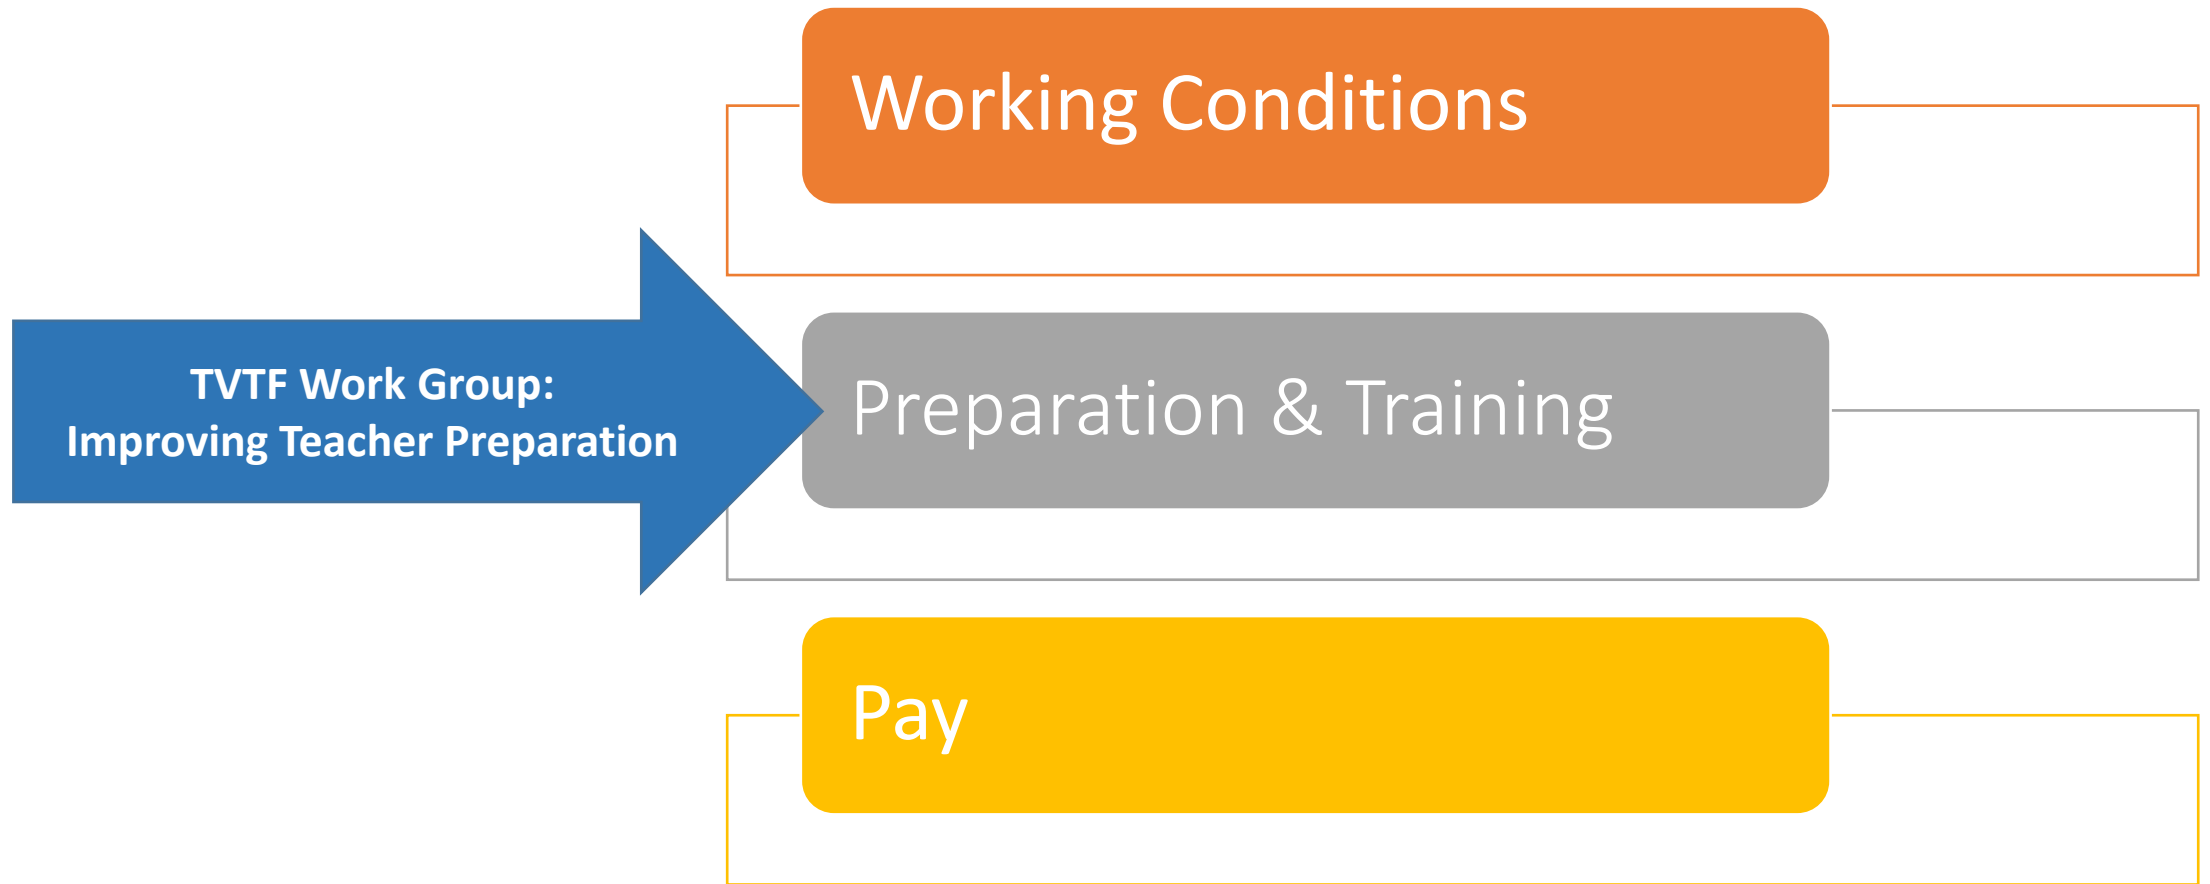 Working Conditions
TVTF Work Group:
Improving Teacher Preparation
Preparation & Training
Pay